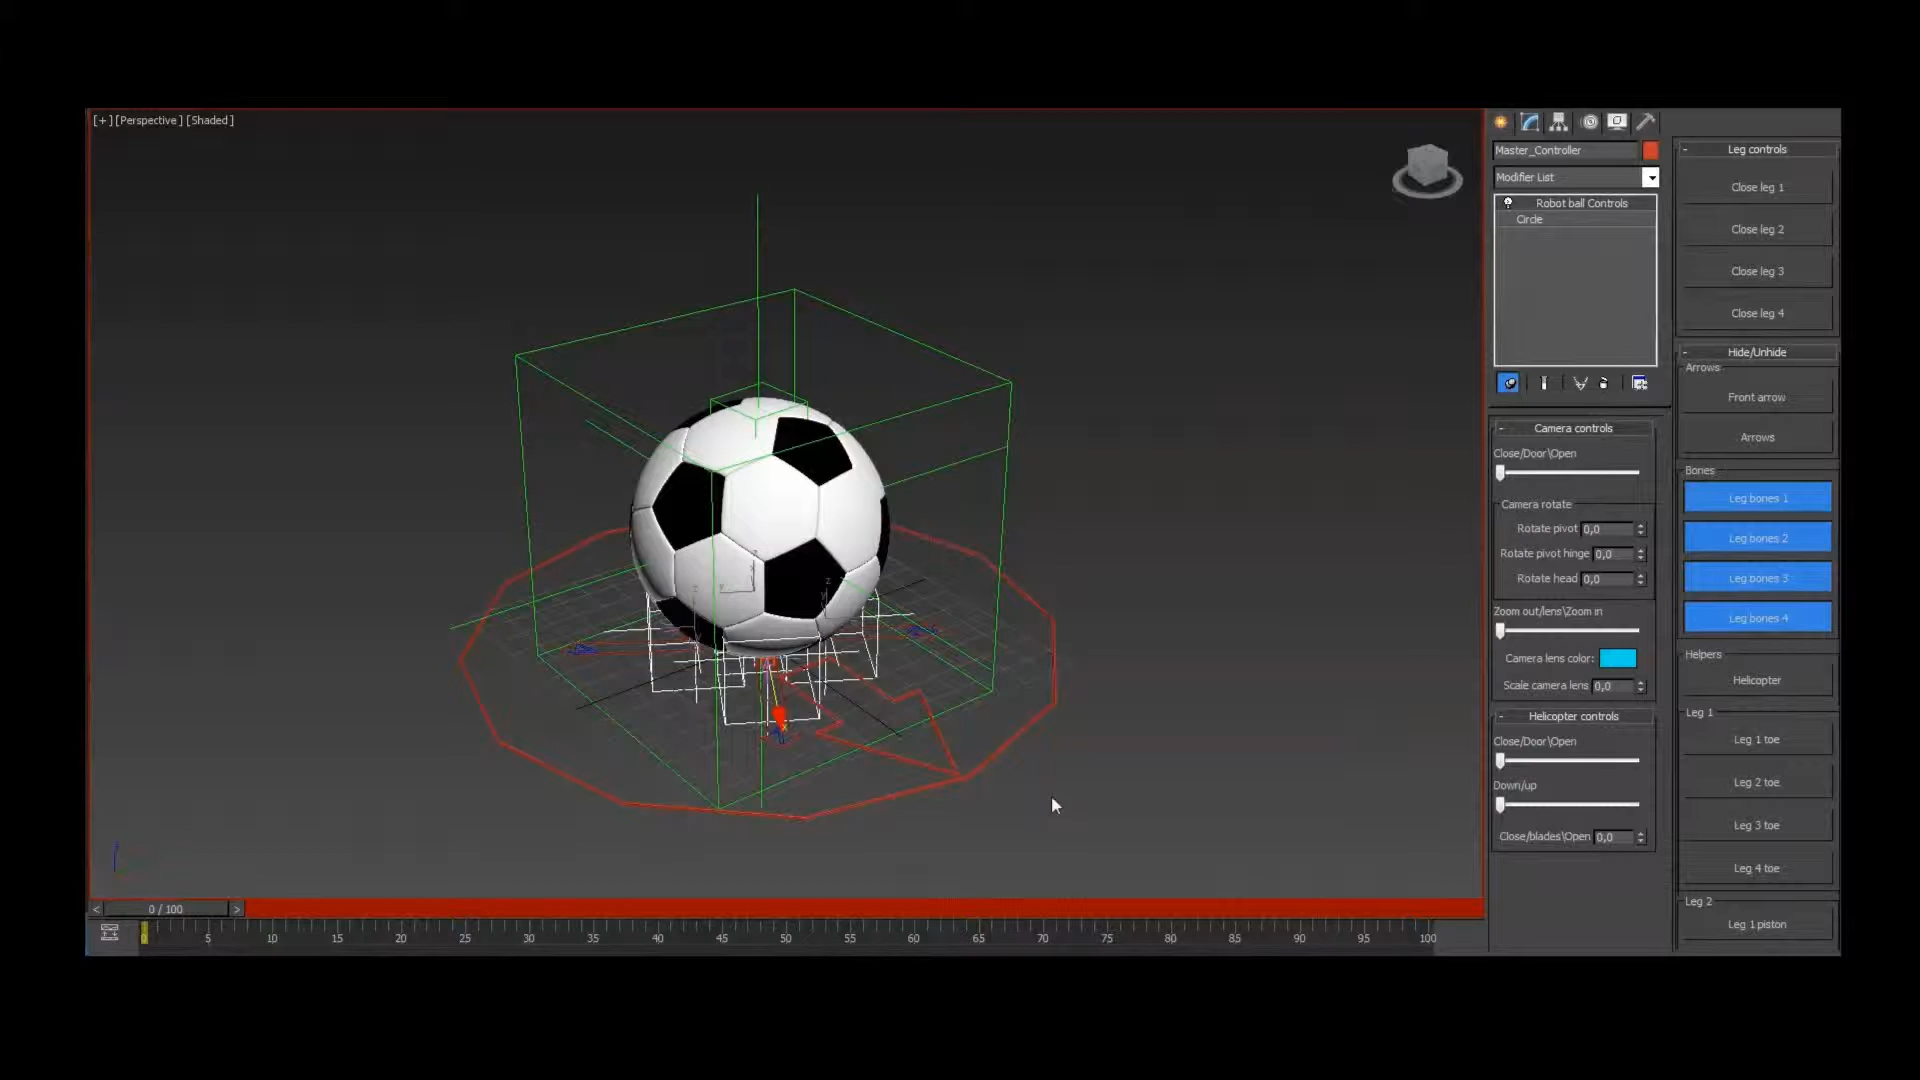 [+] [Perspective] [Shaded]
Master_Controller
Modifier List
Robot ball Controls
Circle
Camera controls
Close/Door\Open
Camera rotate
Rotate pivot 0,0
Rotate pivot hinge 0,0
Rotate head 0,0
Zoom out/lens\Zoom in
Camera lens color:
Scale camera lens 0,0
Helicopter controls
Close/Door\Open
Down/up
Close/blades\Open 0,0
Leg controls
Close leg 1
Close leg 2
Close leg 3
Close leg 4
Hide/Unhide
Arrows
Front arrow
Arrows
Bones
Leg bones 1
Leg bones 2
Leg bones 3
Leg bones 4
Helpers
Helicopter
Leg 1
Leg 1 toe
Leg 2 toe
Leg 3 toe
Leg 4 toe
Leg 2
Leg 1 piston
< 0 / 100 >
0 5 10 15 20 25 30 35 40 45 50 55 60 65 70 75 80 85 90 95 100